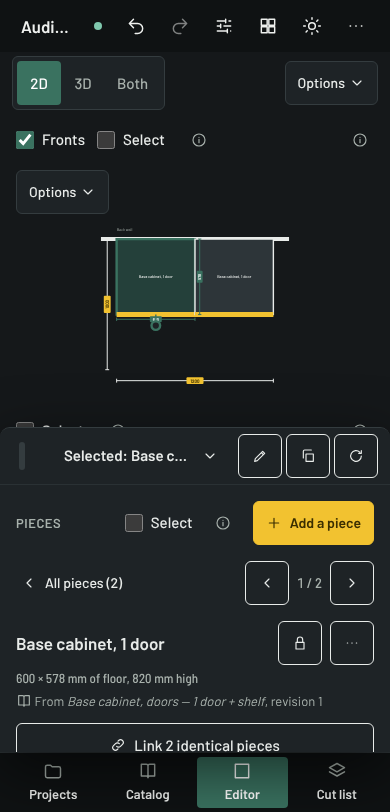 Audi...
2D 3D Both Options
Fronts Select
Options
Back wall
Base cabinet, 1 door Base cabinet, 1 door
1200
Selected: Base c...
PIECES Select Add a piece
All pieces (2) 1 / 2
Base cabinet, 1 door
600 × 578 mm of floor, 820 mm high
From Base cabinet, doors — 1 door + shelf, revision 1
Link 2 identical pieces
Projects Catalog Editor Cut list